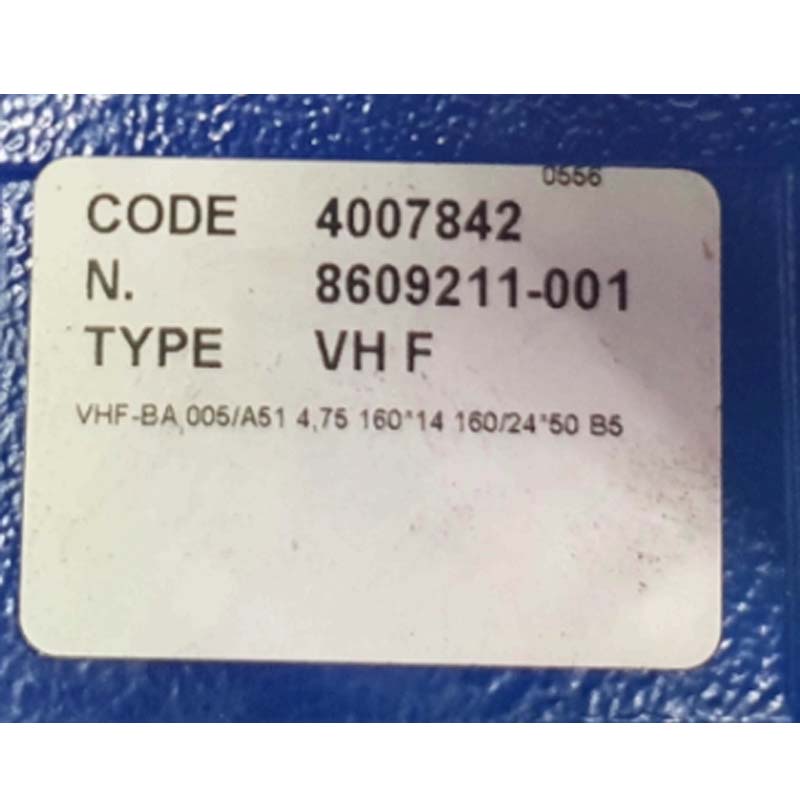 0556
CODE 4007842
N. 8609211-001
TYPE VH F
VHF-BA 005/A51 4,75 160*14 160/24*50 B5